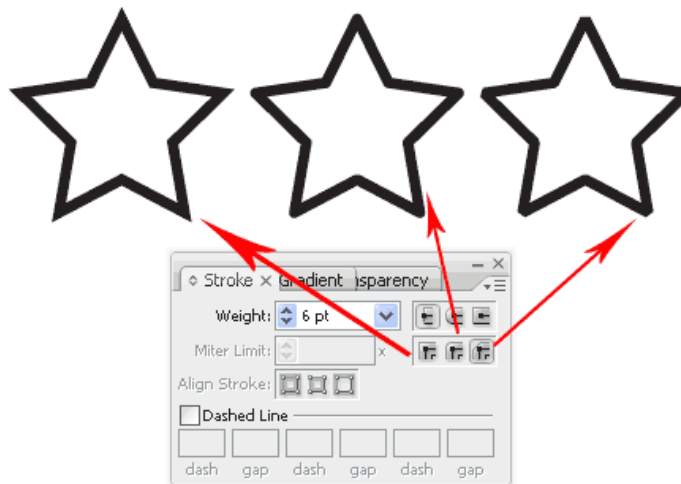 Stroke x Gradient nsparency
Weight: 6 pt
Miter Limit: x
Align Stroke:
Dashed Line
dash gap dash gap dash gap